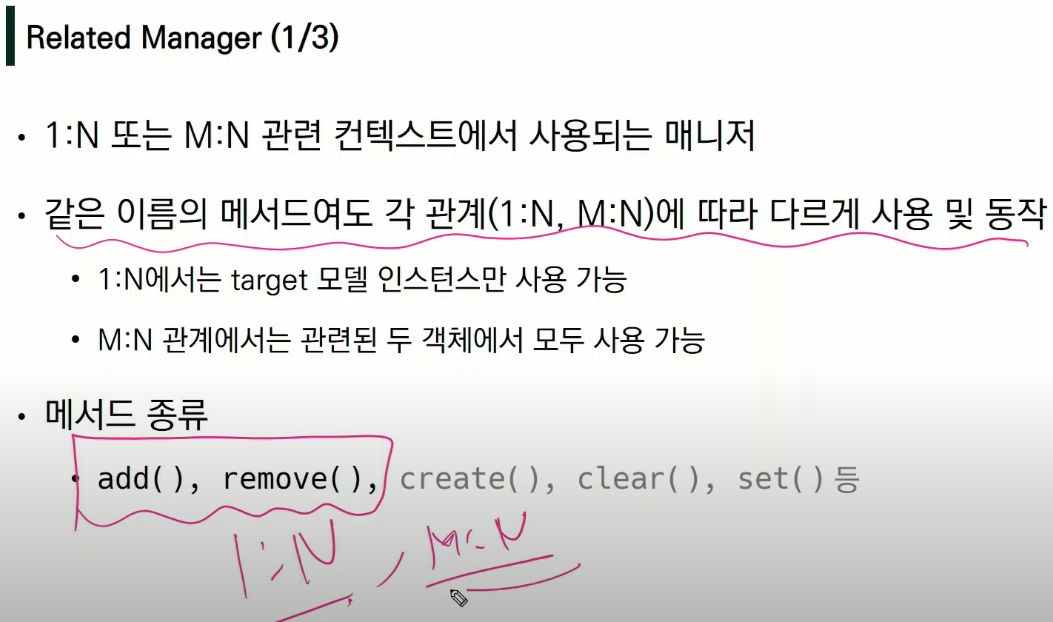 Related Manager (1/3)
• 1:N 또는 M:N 관련 컨텍스트에서 사용되는 매니저
• 같은 이름의 메서드여도 각 관계(1:N, M:N)에 따라 다르게 사용 및 동작
• 1:N에서는 target 모델 인스턴스만 사용 가능
• M:N 관계에서는 관련된 두 객체에서 모두 사용 가능
• 메서드 종류
• add(), remove(), create(), clear(), set() 등
1:N, M:N